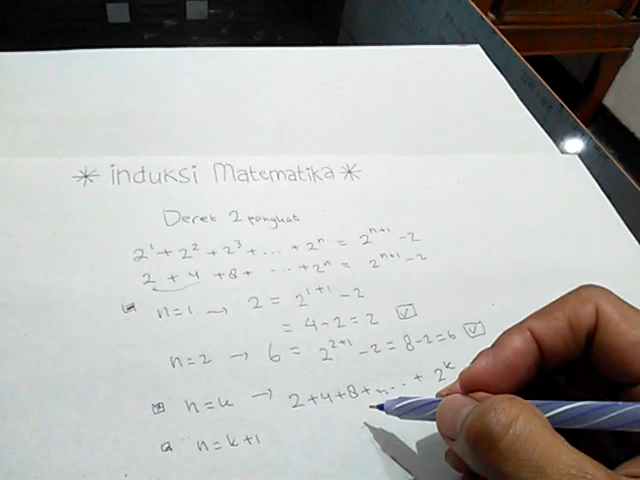 * induksi Matematika *
Deret 2 pangkat
2¹ + 2² + 2³ + ... + 2ⁿ = 2ⁿ⁺¹ - 2
2 + 4 + 8 + ... + 2ⁿ = 2ⁿ⁺¹ - 2
n=1 → 2 = 2¹⁺¹ - 2
= 4 - 2 = 2 ☑
n=2 → 6 = 2²⁺¹ - 2 = 8 - 2 = 6 ☑
n=k → 2+4+8+ ... + 2ᵏ
n=k+1